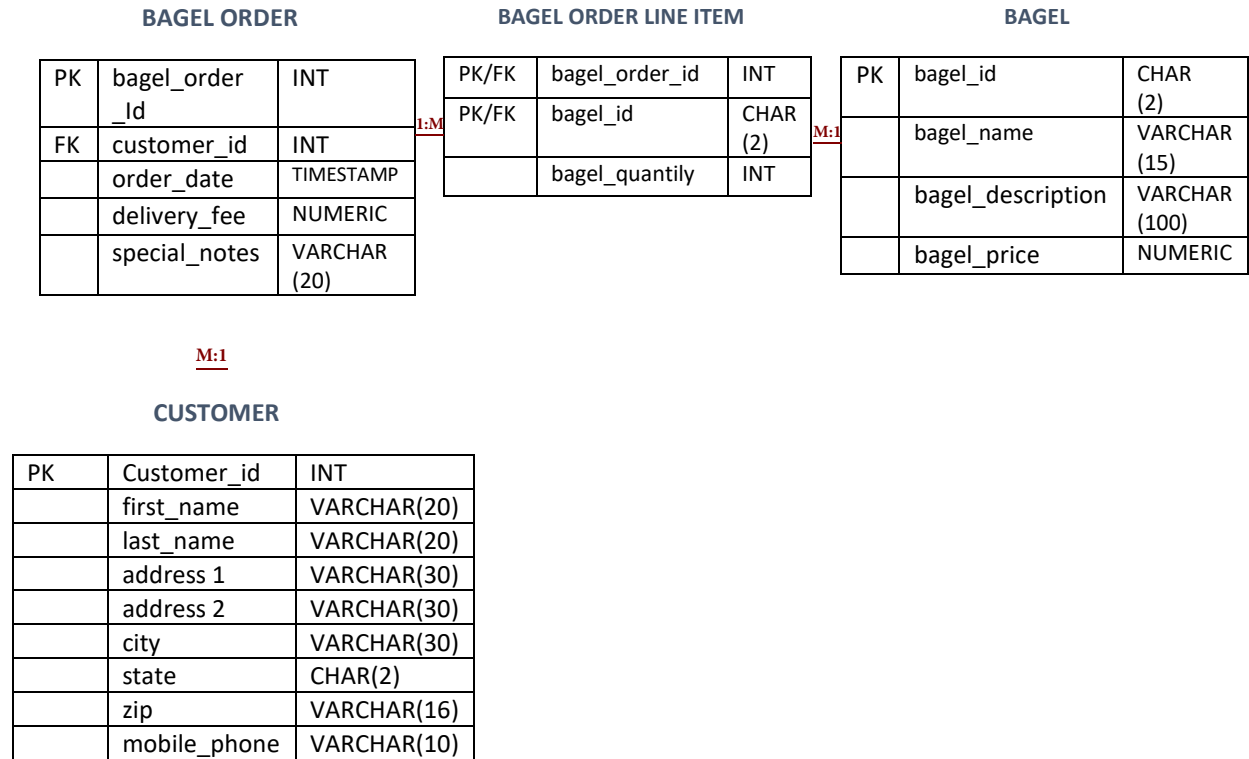 BAGEL ORDER
PK bagel_order INT
_Id
FK customer_id INT
order_date TIMESTAMP
delivery_fee NUMERIC
special_notes VARCHAR
(20)
1:M
BAGEL ORDER LINE ITEM
PK/FK bagel_order_id INT
PK/FK bagel_id CHAR
(2)
bagel_quantily INT
M:1
BAGEL
PK bagel_id CHAR
(2)
bagel_name VARCHAR
(15)
bagel_description VARCHAR
(100)
bagel_price NUMERIC
M:1
CUSTOMER
PK Customer_id INT
first_name VARCHAR(20)
last_name VARCHAR(20)
address 1 VARCHAR(30)
address 2 VARCHAR(30)
city VARCHAR(30)
state CHAR(2)
zip VARCHAR(16)
mobile_phone VARCHAR(10)